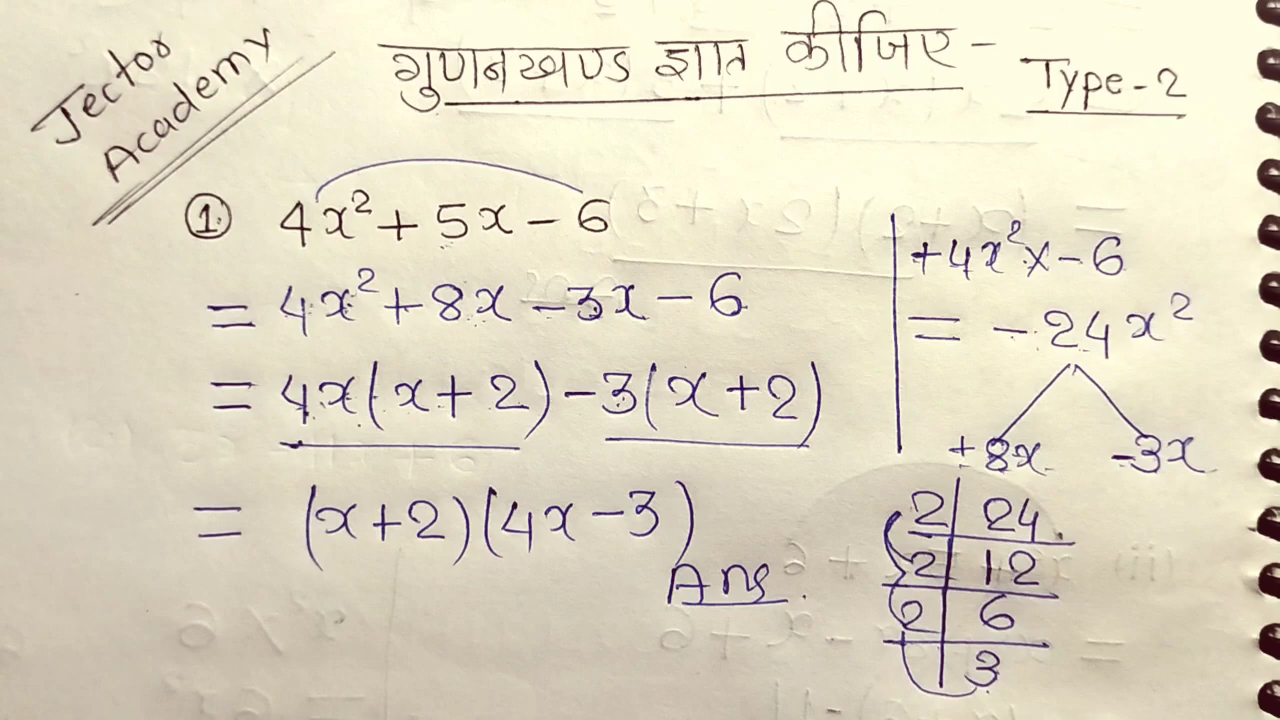 Jector
Academy
गुणनखण्ड ज्ञात कीजिए -
Type-2
① 4x² + 5x - 6
= 4x² + 8x - 3x - 6
= 4x(x + 2) - 3(x + 2)
= (x + 2)(4x - 3)
Ans.
+4x² x - 6
= - 24x²
+8x -3x
2 | 24
2 | 12
2 | 6
| 3